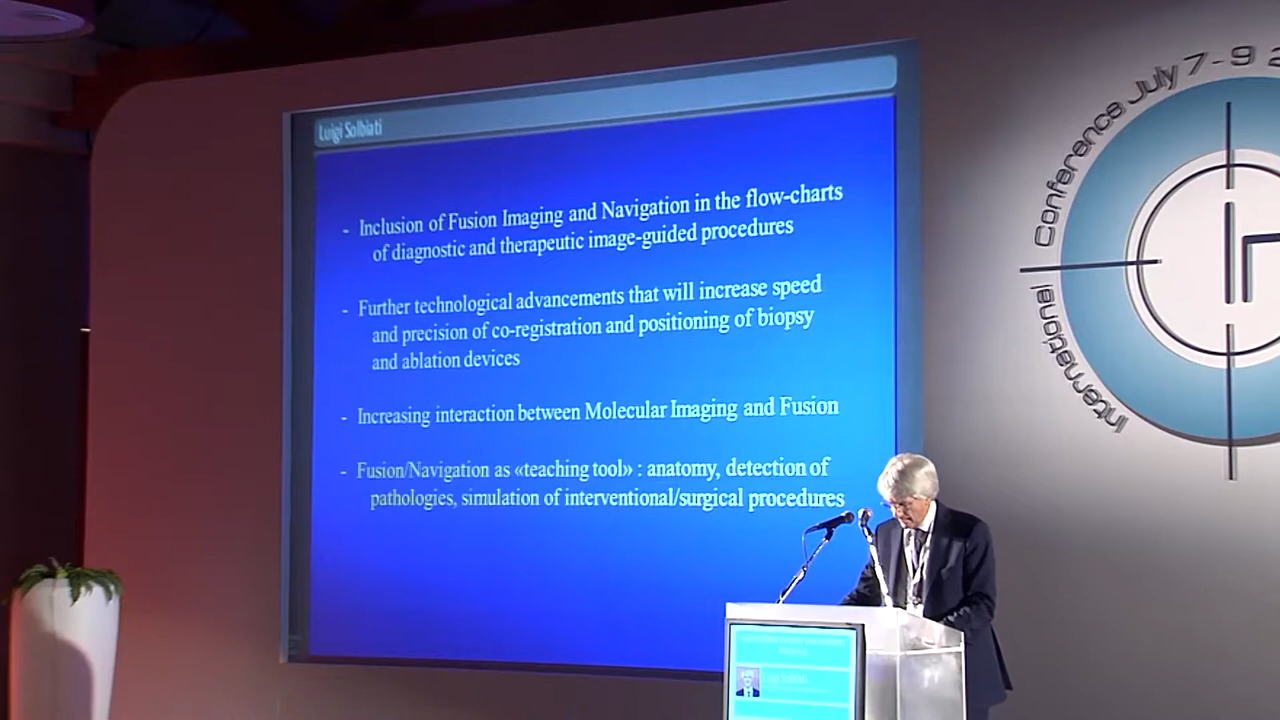 Luigi Solbiati
- Inclusion of Fusion Imaging and Navigation in the flow-charts
of diagnostic and therapeutic image-guided procedures
- Further technological advancements that will increase speed
and precision of co-registration and positioning of biopsy
and ablation devices
- Increasing interaction between Molecular Imaging and Fusion
- Fusion/Navigation as «teaching tool» : anatomy, detection of
pathologies, simulation of interventional/surgical procedures
International Conference July 7-9 2
Luigi Solbiati